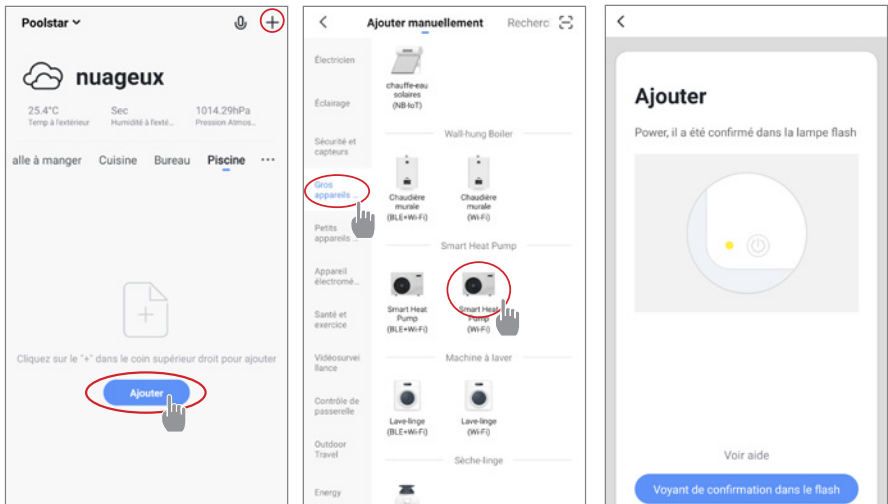 Poolstar
nuageux
25.4°C Sec 1014.29hPa
Temp à l'extérieur Humidité à l'exté... Pression Atmos...
alle à manger Cuisine Bureau Piscine ...
Cliquez sur le "+" dans le coin supérieur droit pour ajouter
Ajouter
Ajouter manuellement Recherc
Électricien
Éclairage
Sécurité et
capteurs
Gros
appareils ...
Petits
appareils ...
Appareil
électromé...
Santé et
exercice
Vidéosurvei
llance
Contrôle de
passerelle
Outdoor
Travel
Energy
chauffe-eau
solaires
(NB-IoT)
Wall-hung Boiler
Chaudière Chaudière
murale murale
(BLE+Wi-Fi) (Wi-Fi)
Smart Heat Pump
Smart Heat Smart Heat
Pump Pump
(BLE+Wi-Fi) (Wi-Fi)
Machine à laver
Lave-linge Lave-linge
(BLE+Wi-Fi) (Wi-Fi)
Sèche-linge
Ajouter
Power, il a été confirmé dans la lampe flash
Voir aide
Voyant de confirmation dans le flash